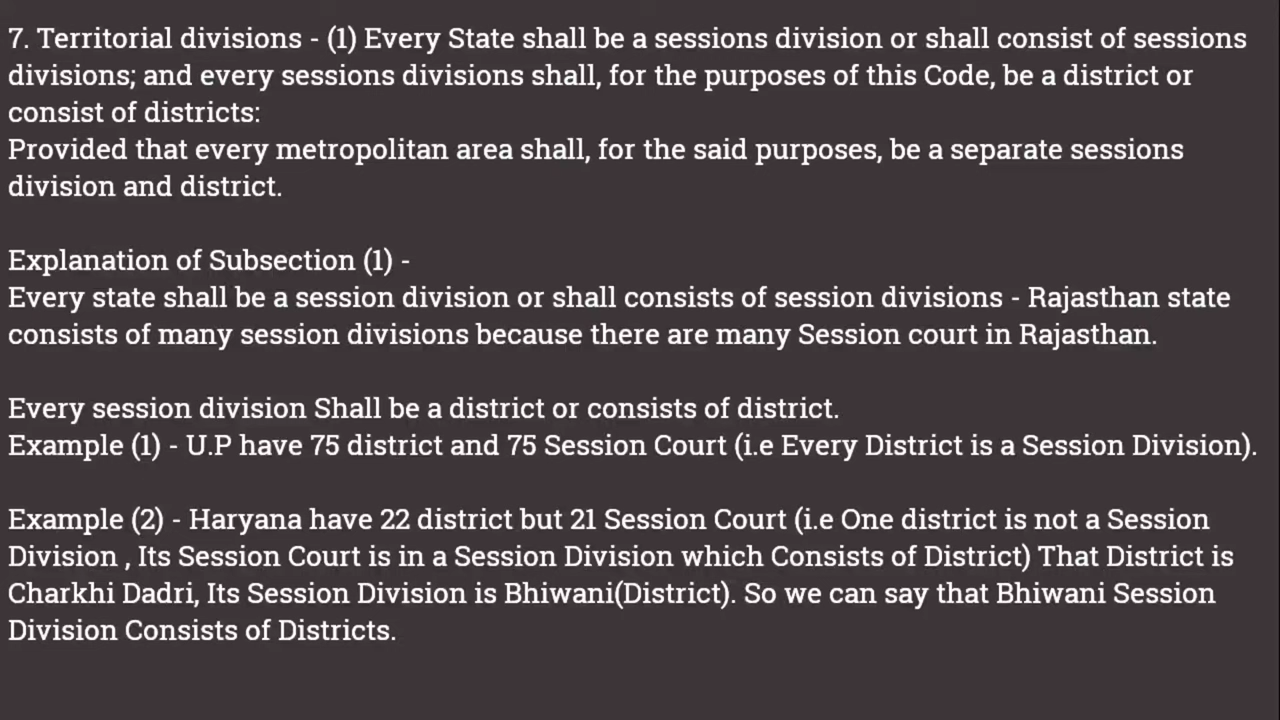 7. Territorial divisions - (1) Every State shall be a sessions division or shall consist of sessions
divisions; and every sessions divisions shall, for the purposes of this Code, be a district or
consist of districts:
Provided that every metropolitan area shall, for the said purposes, be a separate sessions
division and district.
Explanation of Subsection (1) -
Every state shall be a session division or shall consists of session divisions - Rajasthan state
consists of many session divisions because there are many Session court in Rajasthan.
Every session division Shall be a district or consists of district.
Example (1) - U.P have 75 district and 75 Session Court (i.e Every District is a Session Division).
Example (2) - Haryana have 22 district but 21 Session Court (i.e One district is not a Session
Division , Its Session Court is in a Session Division which Consists of District) That District is
Charkhi Dadri, Its Session Division is Bhiwani(District). So we can say that Bhiwani Session
Division Consists of Districts.